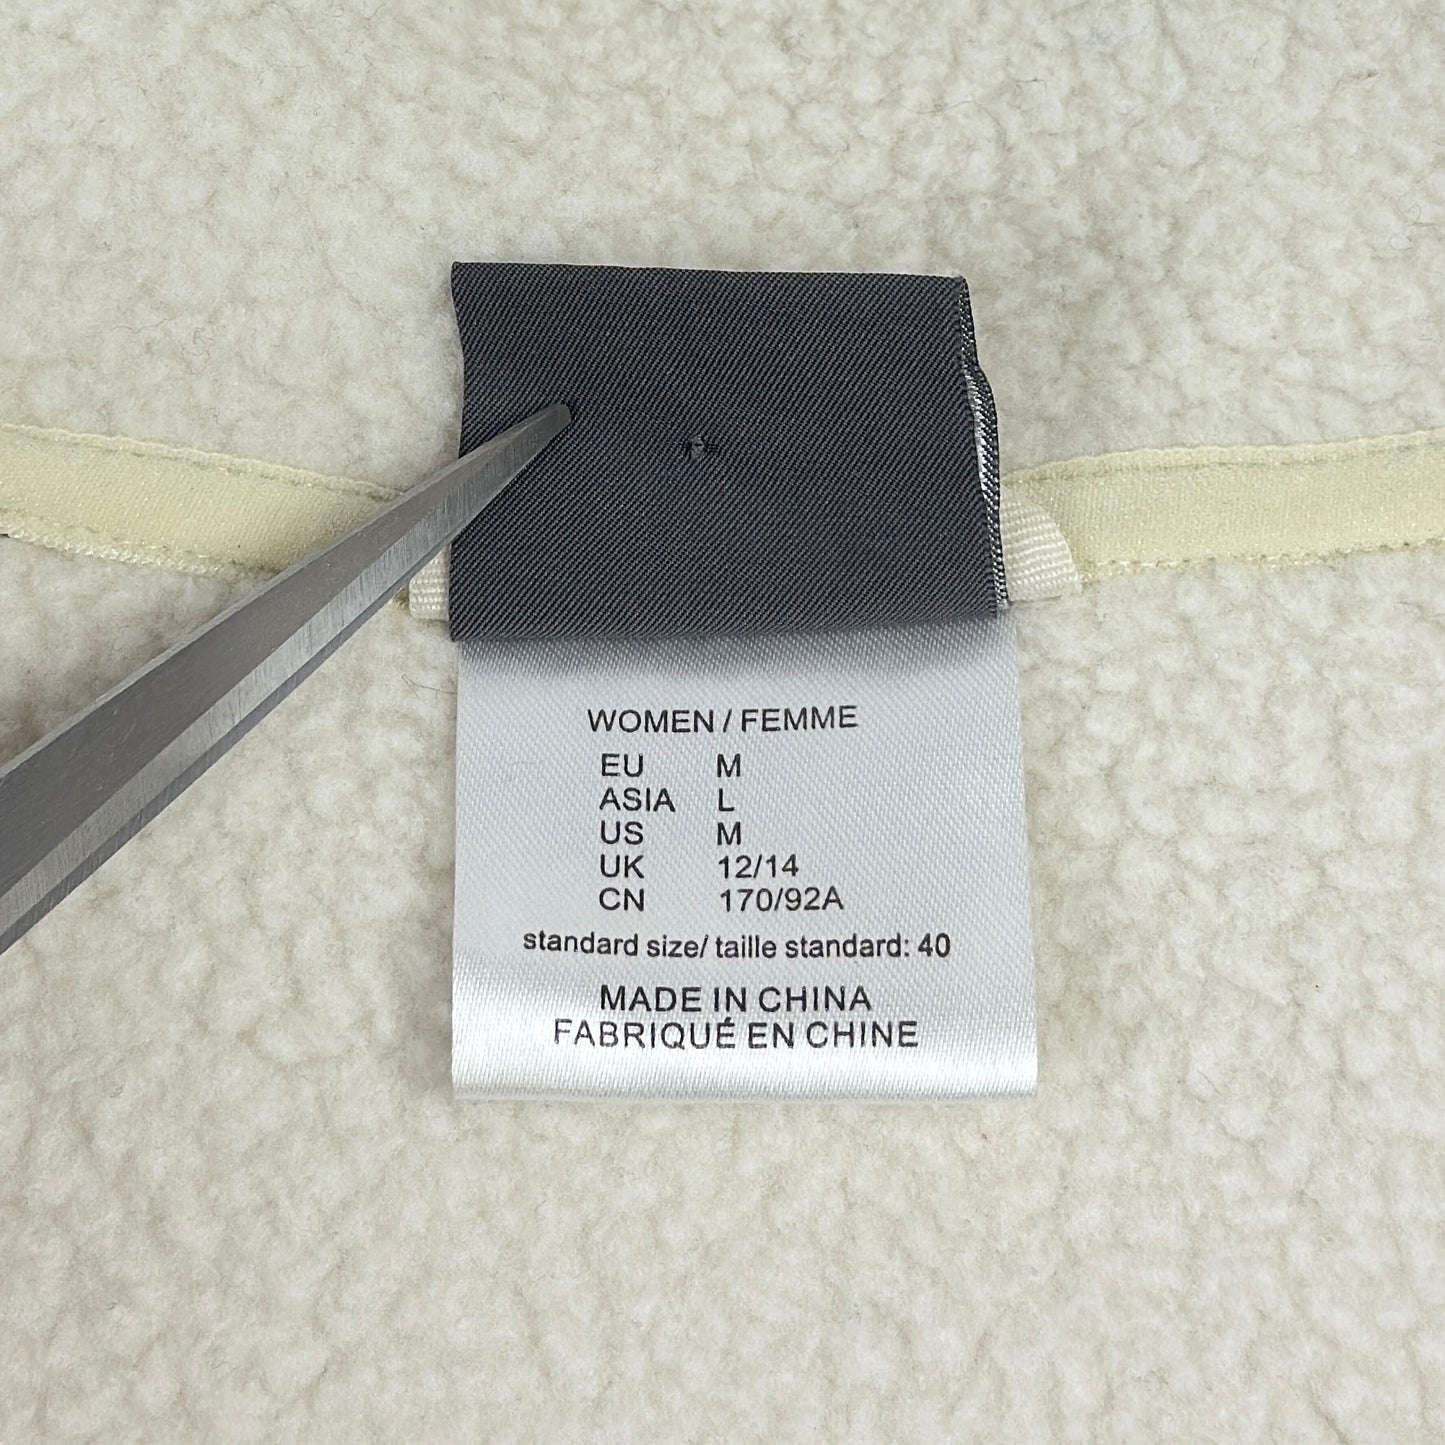 WOMEN / FEMME
EU M
ASIA L
US M
UK 12/14
CN 170/92A
standard size/ taille standard: 40
MADE IN CHINA
FABRIQUÉ EN CHINE